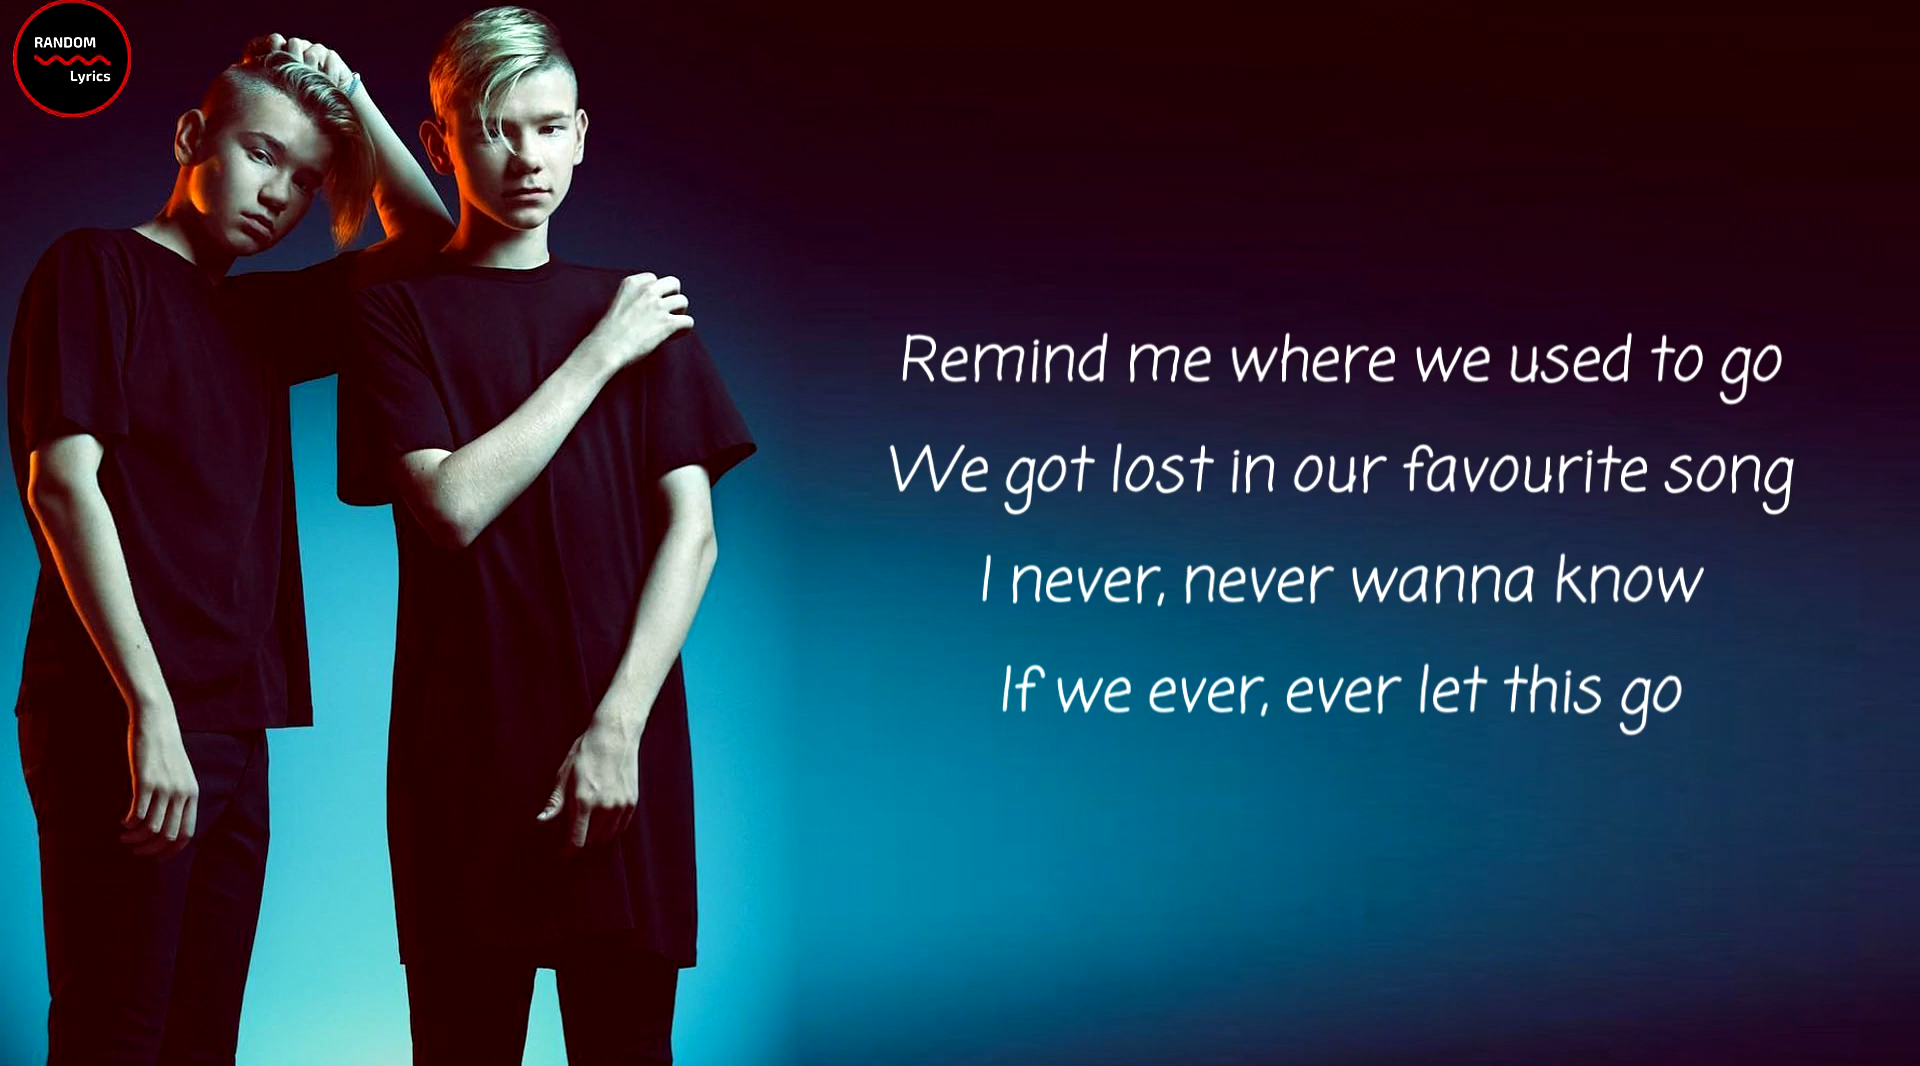 RANDOM
Lyrics
Remind me where we used to go
We got lost in our favourite song
I never, never wanna know
If we ever, ever let this go